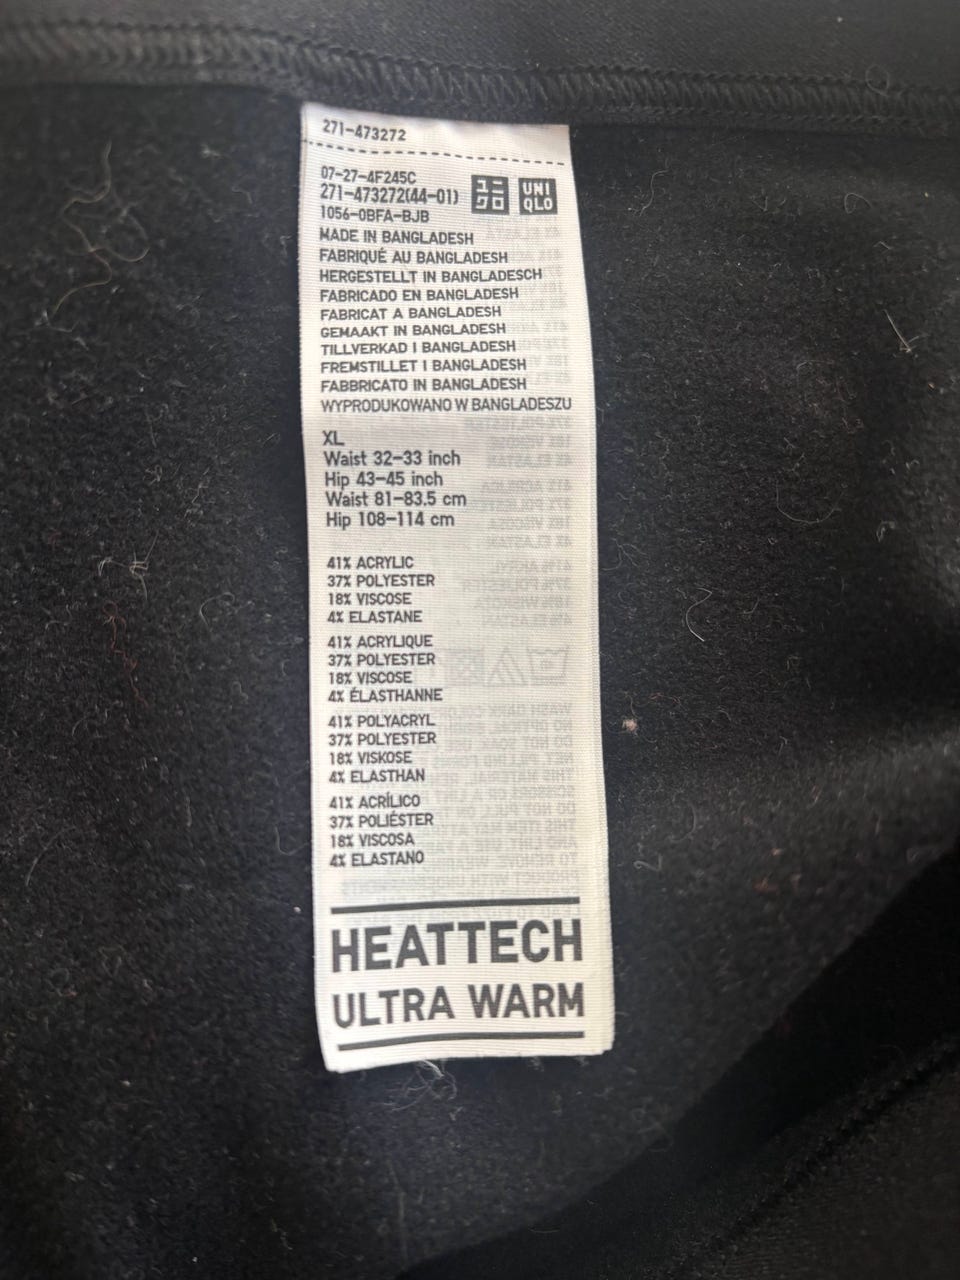 271-473272
07-27-4F245C
271-473272(44-01)
1056-0BFA-BJB
ユニ
クロ
UNI
QLO
MADE IN BANGLADESH
FABRIQUÉ AU BANGLADESH
HERGESTELLT IN BANGLADESCH
FABRICADO EN BANGLADESH
FABRICAT A BANGLADESH
GEMAAKT IN BANGLADESH
TILLVERKAD I BANGLADESH
FREMSTILLET I BANGLADESH
FABBRICATO IN BANGLADESH
WYPRODUKOWANO W BANGLADESZU
XL
Waist 32-33 inch
Hip 43-45 inch
Waist 81-83.5 cm
Hip 108-114 cm
41% ACRYLIC
37% POLYESTER
18% VISCOSE
4% ELASTANE
41% ACRYLIQUE
37% POLYESTER
18% VISCOSE
4% ÉLASTHANNE
41% POLYACRYL
37% POLYESTER
18% VISKOSE
4% ELASTHAN
41% ACRÍLICO
37% POLIÉSTER
18% VISCOSA
4% ELASTANO
HEATTECH
ULTRA WARM